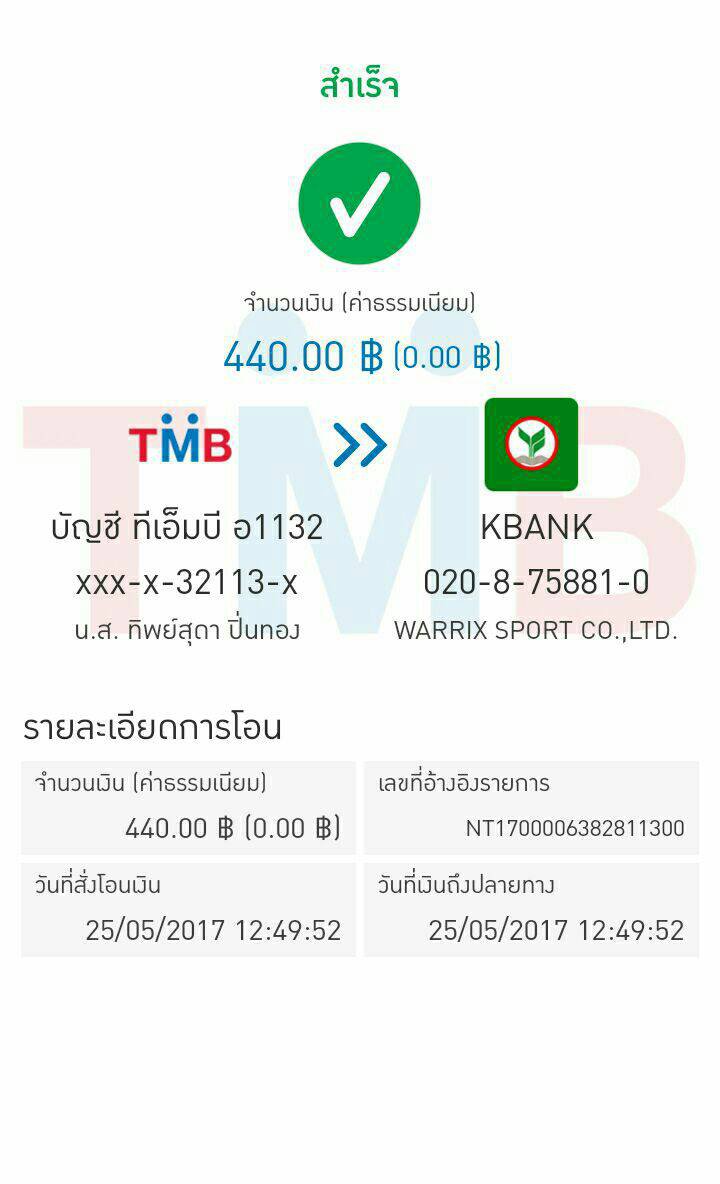 สำเร็จ
จำนวนเงิน (ค่าธรรมเนียม)
440.00 ฿ (0.00 ฿)
TMB
บัญชี ทีเอ็มบี อ1132
xxx-x-32113-x
น.ส. ทิพย์สุดา ปิ่นทอง
KBANK
020-8-75881-0
WARRIX SPORT CO.,LTD.
รายละเอียดการโอน
จำนวนเงิน (ค่าธรรมเนียม)
440.00 ฿ (0.00 ฿)
เลขที่อ้างอิงรายการ
NT1700006382811300
วันที่สั่งโอนเงิน
25/05/2017 12:49:52
วันที่เงินถึงปลายทาง
25/05/2017 12:49:52
TMB